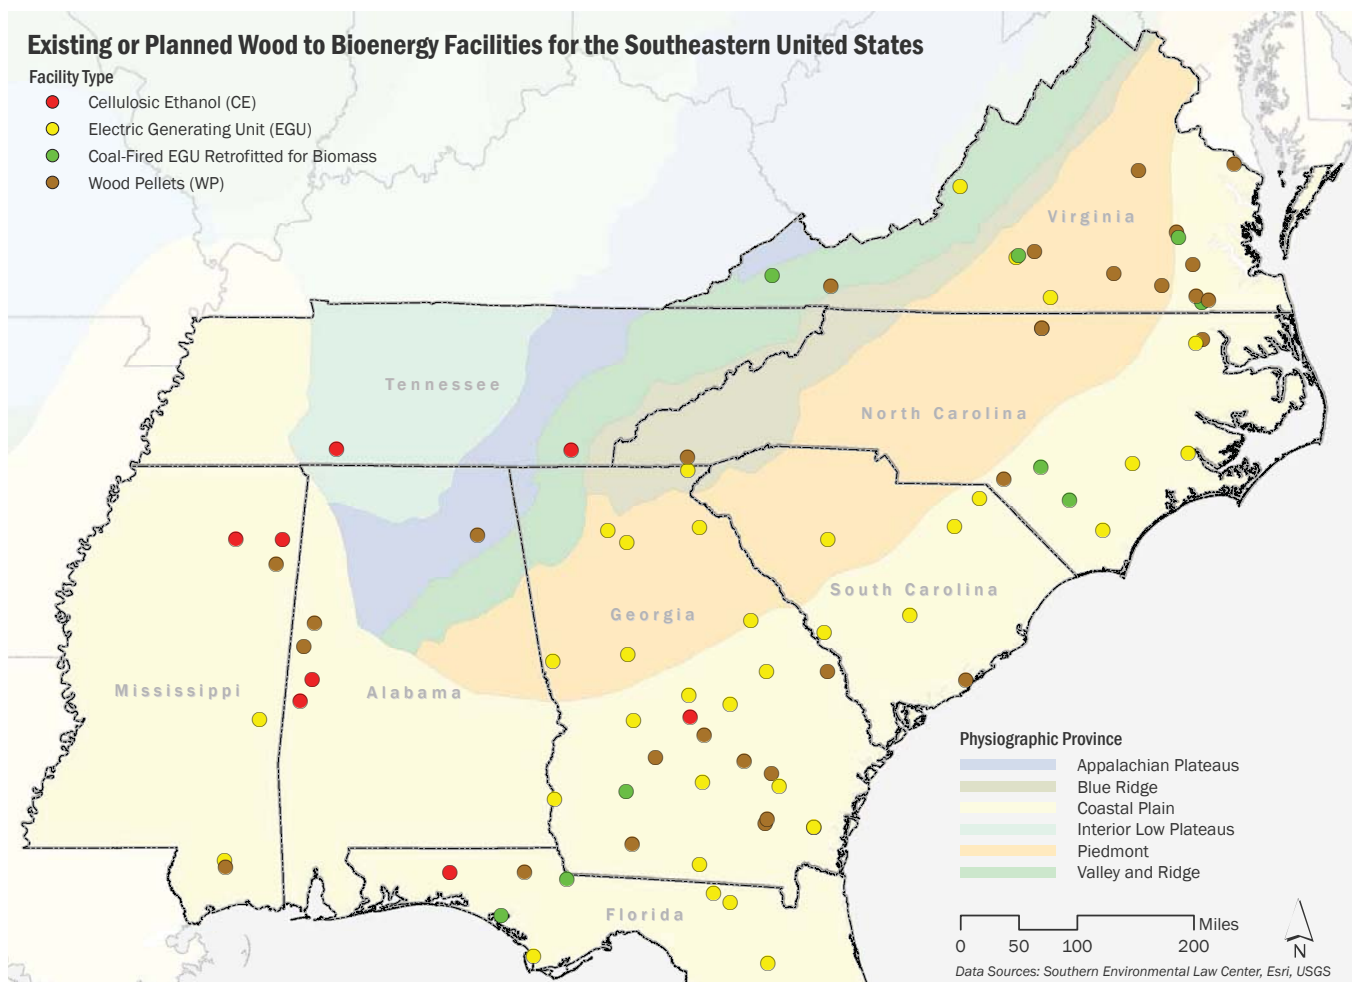 Existing or Planned Wood to Bioenergy Facilities for the Southeastern United States
Facility Type
Cellulosic Ethanol (CE)
Electric Generating Unit (EGU)
Coal-Fired EGU Retrofitted for Biomass
Wood Pellets (WP)
Virginia
Tennessee
North Carolina
South Carolina
Georgia
Mississippi
Alabama
Florida
Physiographic Province
Appalachian Plateaus
Blue Ridge
Coastal Plain
Interior Low Plateaus
Piedmont
Valley and Ridge
Miles
0 50 100 200
N
Data Sources: Southern Environmental Law Center, Esri, USGS